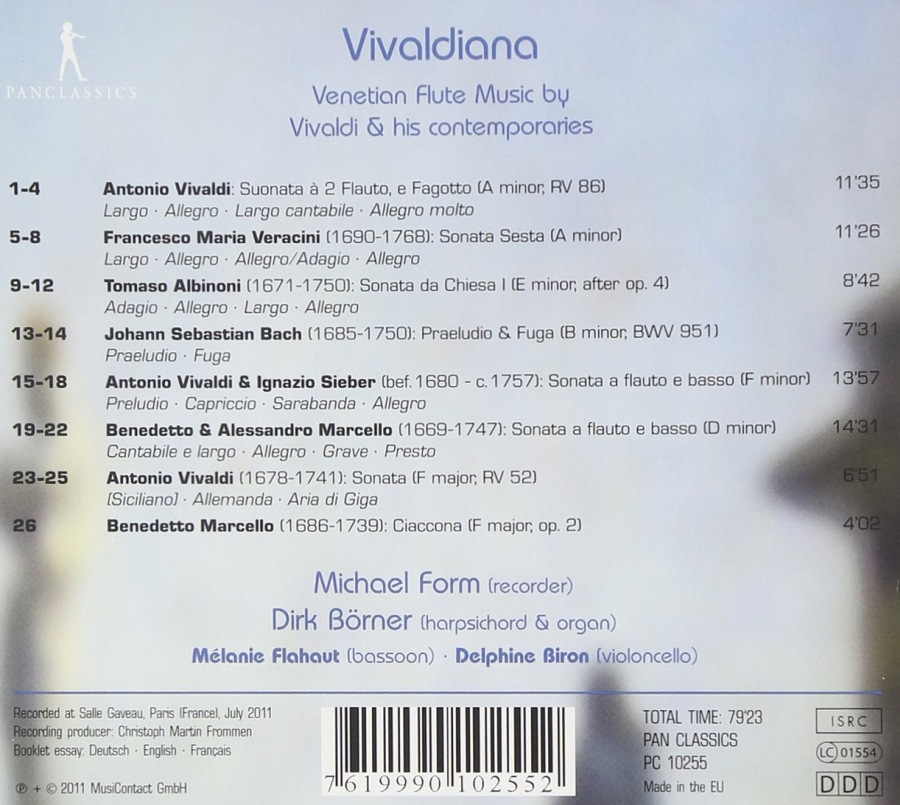 PANCLASSICS
Vivaldiana
Venetian Flute Music by
Vivaldi & his contemporaries
1-4 Antonio Vivaldi: Suonata à 2 Flauto, e Fagotto (A minor, RV 86) 11'35
Largo · Allegro · Largo cantabile · Allegro molto
5-8 Francesco Maria Veracini (1690-1768): Sonata Sesta (A minor) 11'26
Largo · Allegro · Allegro/Adagio · Allegro
9-12 Tomaso Albinoni (1671-1750): Sonata da Chiesa I (E minor, after op. 4) 8'42
Adagio · Allegro · Largo · Allegro
13-14 Johann Sebastian Bach (1685-1750): Praeludio & Fuga (B minor, BWV 951) 7'31
Praeludio · Fuga
15-18 Antonio Vivaldi & Ignazio Sieber (bef. 1680 - c. 1757): Sonata a flauto e basso (F minor) 13'57
Preludio · Capriccio · Sarabanda · Allegro
19-22 Benedetto & Alessandro Marcello (1669-1747): Sonata a flauto e basso (D minor) 14'31
Cantabile e largo · Allegro · Grave · Presto
23-25 Antonio Vivaldi (1678-1741): Sonata (F major, RV 52) 6'51
[Siciliano] · Allemanda · Aria di Giga
26 Benedetto Marcello (1686-1739): Ciaccona (F major, op. 2) 4'02
Michael Form (recorder)
Dirk Börner (harpsichord & organ)
Mélanie Flahaut (bassoon) · Delphine Biron (violoncello)
Recorded at Salle Gaveau, Paris (France), July 2011
Recording producer: Christoph Martin Frommen
Booklet essay: Deutsch · English · Français
℗ + © 2011 MusiContact GmbH
7 619990 102552
TOTAL TIME: 79'23
PAN CLASSICS
PC 10255
Made in the EU
ISRC
LC 01554
DDD